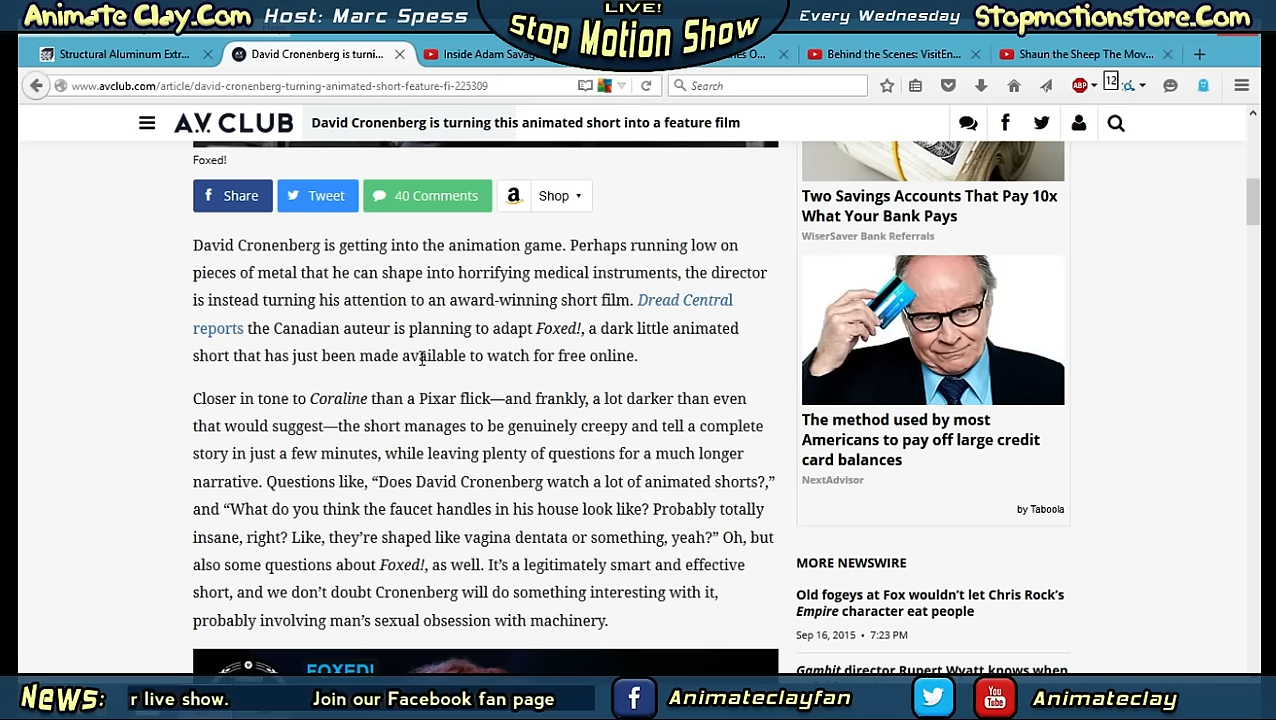 Animate Clay.Com
Host: Marc Spess
LIVE!
Stop Motion Show
Every Wednesday
Stopmotionstore.Com
Structural Aluminum Extr...
David Cronenberg is turni...
Inside Adam Savag
s O...
Behind the Scenes: VisitEn...
Shaun the Sheep The Mov...
www.avclub.com/article/david-cronenberg-turning-animated-short-feature-fi-225309
Search
ABP
12
A.V. CLUB
David Cronenberg is turning this animated short into a feature film
Foxed!
Share
Tweet
40 Comments
Shop
David Cronenberg is getting into the animation game. Perhaps running low on
pieces of metal that he can shape into horrifying medical instruments, the director
is instead turning his attention to an award-winning short film. Dread Central
reports the Canadian auteur is planning to adapt Foxed!, a dark little animated
short that has just been made available to watch for free online.
Closer in tone to Coraline than a Pixar flick—and frankly, a lot darker than even
that would suggest—the short manages to be genuinely creepy and tell a complete
story in just a few minutes, while leaving plenty of questions for a much longer
narrative. Questions like, “Does David Cronenberg watch a lot of animated shorts?,”
and “What do you think the faucet handles in his house look like? Probably totally
insane, right? Like, they’re shaped like vagina dentata or something, yeah?” Oh, but
also some questions about Foxed!, as well. It’s a legitimately smart and effective
short, and we don’t doubt Cronenberg will do something interesting with it,
probably involving man’s sexual obsession with machinery.
FOXED!
Two Savings Accounts That Pay 10x
What Your Bank Pays
WiserSaver Bank Referrals
The method used by most
Americans to pay off large credit
card balances
NextAdvisor
by Taboola
MORE NEWSWIRE
Old fogeys at Fox wouldn’t let Chris Rock’s
Empire character eat people
Sep 16, 2015 • 7:23 PM
Gambit director Rupert Wyatt knows when
News:
r live show.
Join our Facebook fan page
Animateclayfan
You
Tube
Animateclay